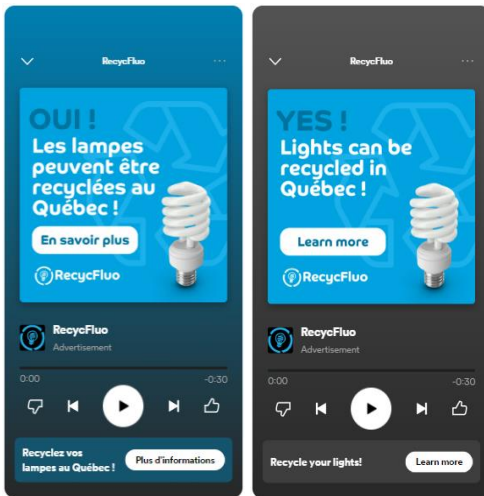 RecycFluo
OUI !
Les lampes
peuvent être
recyclées au
Québec !
En savoir plus
RecycFluo
RecycFluo
Advertisement
0:00
-0:30
Recyclez vos
lampes au Québec !
Plus d'informations
RecycFluo
YES !
Lights can be
recycled in
Québec !
Learn more
RecycFluo
RecycFluo
Advertisement
0:00
-0:30
Recycle your lights!
Learn more